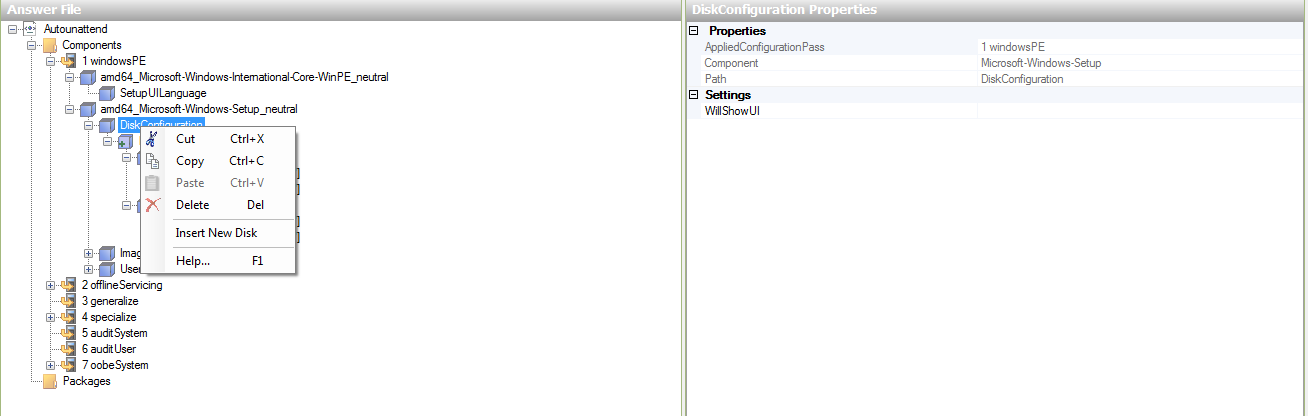 Answer File
Autounattend
Components
1 windowsPE
amd64_Microsoft-Windows-International-Core-WinPE_neutral
SetupUILanguage
amd64_Microsoft-Windows-Setup_neutral
DiskConfiguration
Cut Ctrl+X
Copy Ctrl+C
Paste Ctrl+V
Delete Del
Insert New Disk
Help... F1
Imag
User
2 offlineServicing
3 generalize
4 specialize
5 auditSystem
6 auditUser
7 oobeSystem
Packages
DiskConfiguration Properties
Properties
AppliedConfigurationPass 1 windowsPE
Component Microsoft-Windows-Setup
Path DiskConfiguration
Settings
WillShowUI